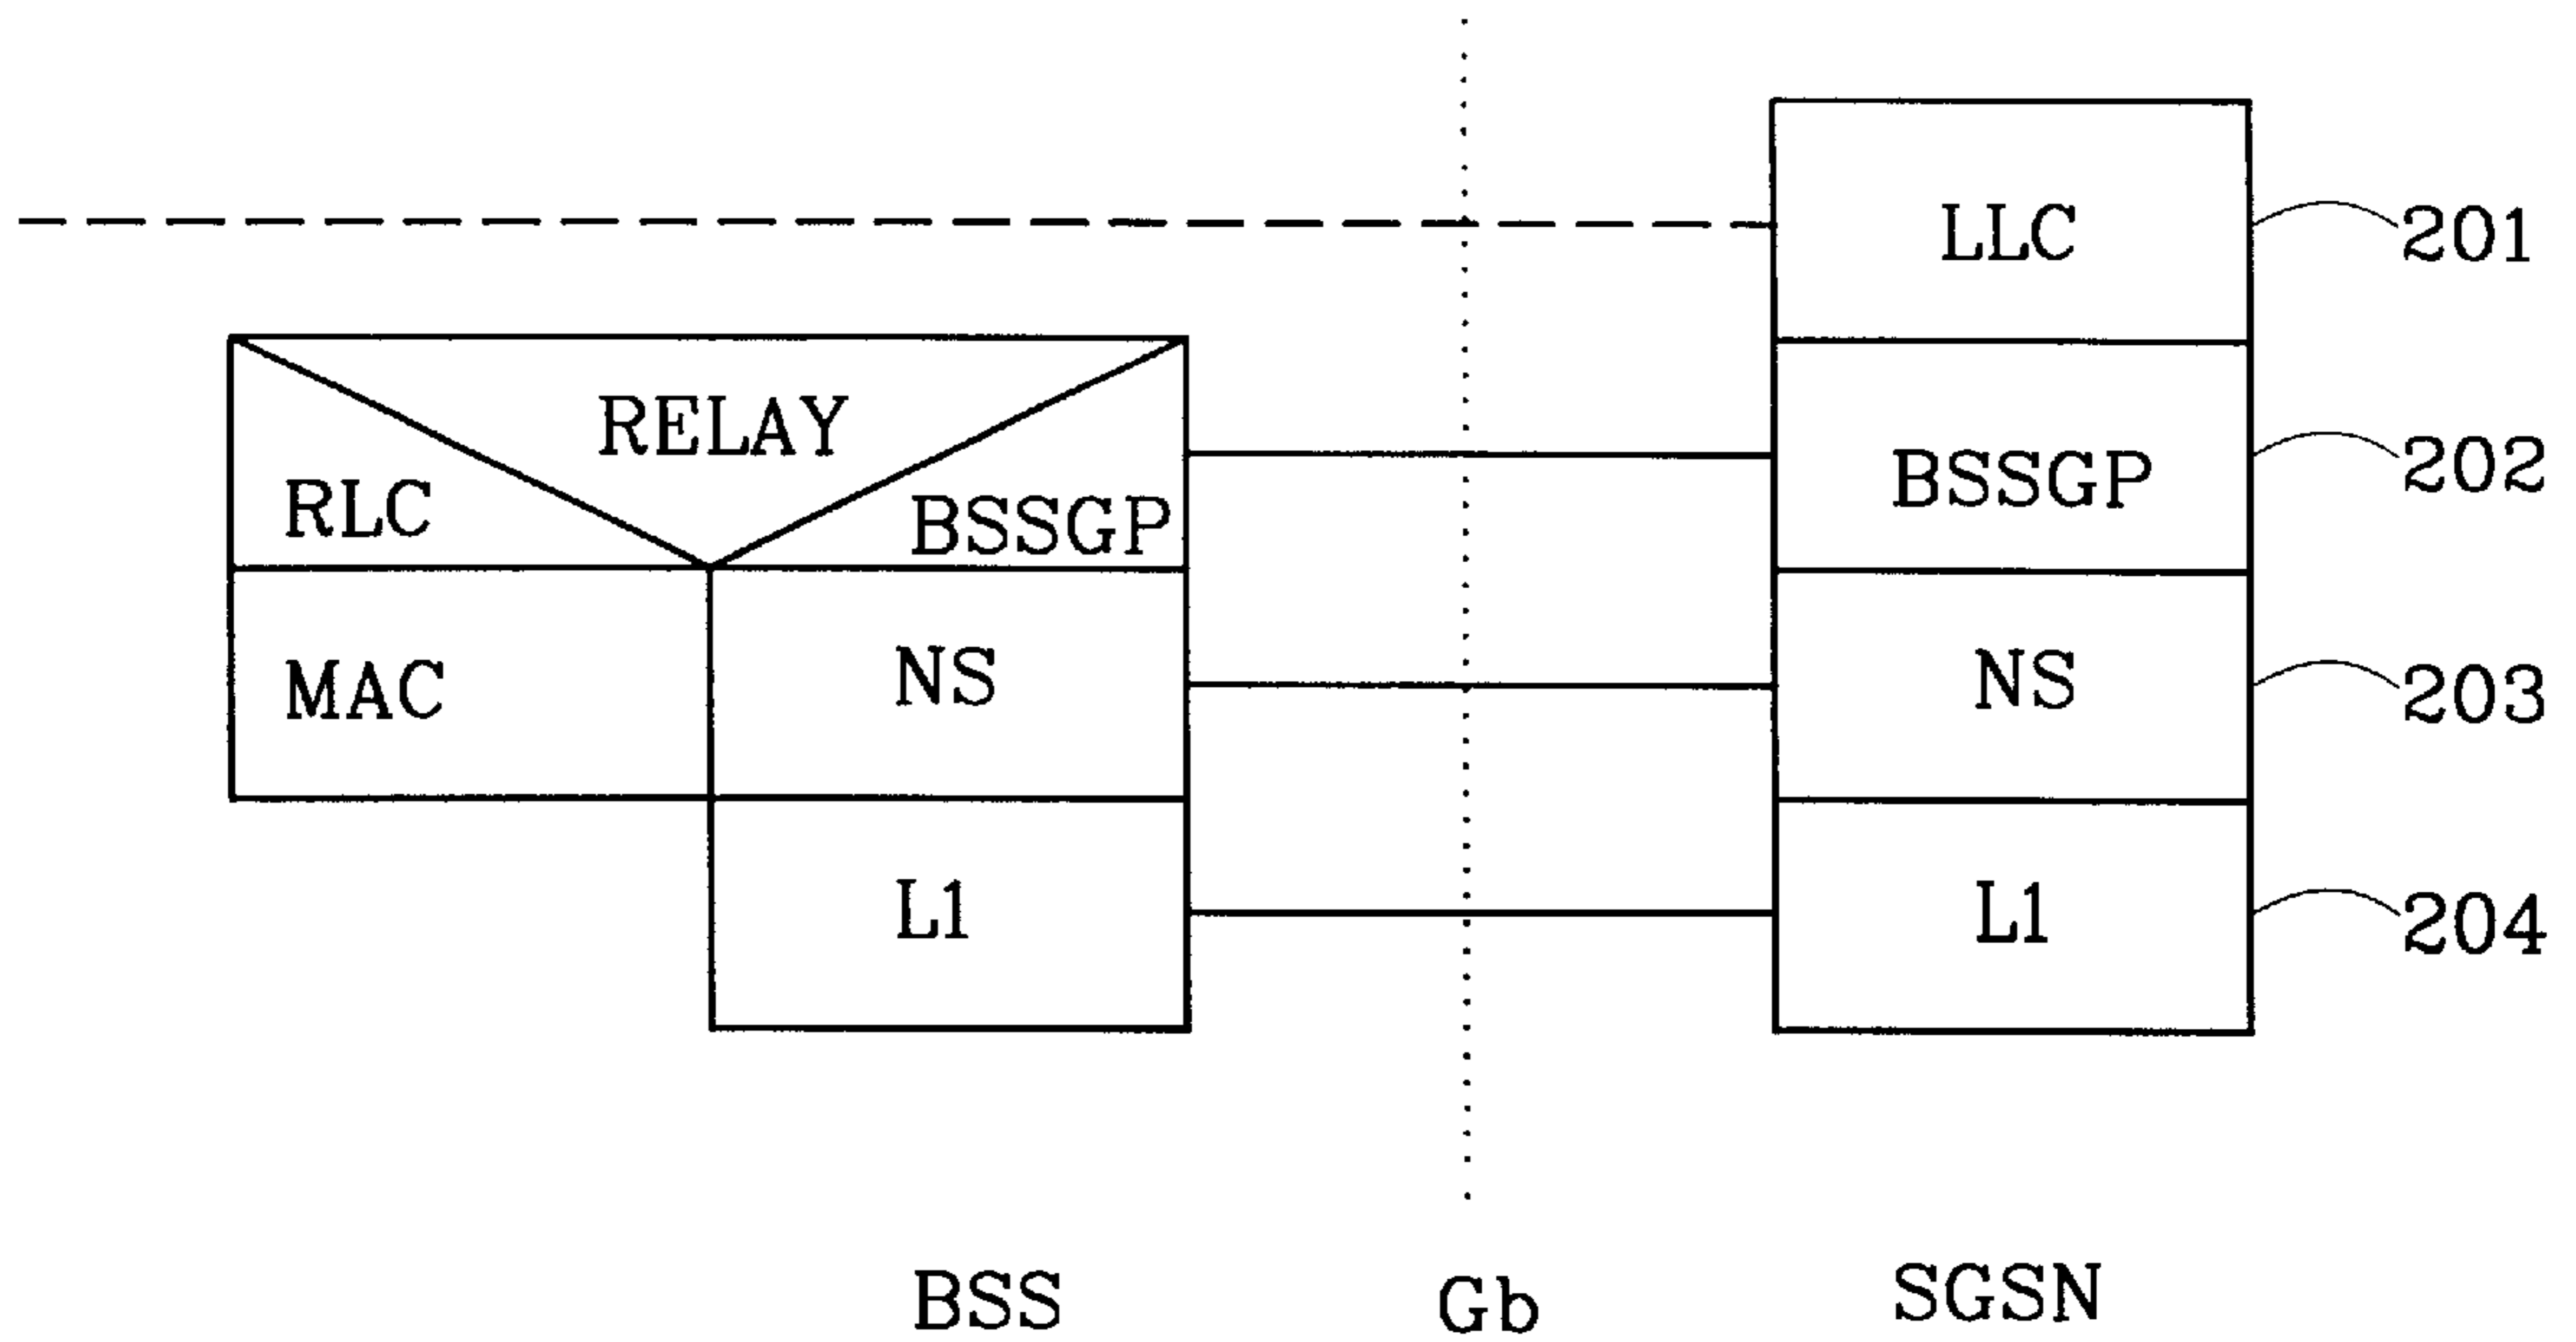 LLC 201
RELAY
RLC BSSGP BSSGP 202
MAC NS NS 203
L1 L1 204
BSS Gb SGSN